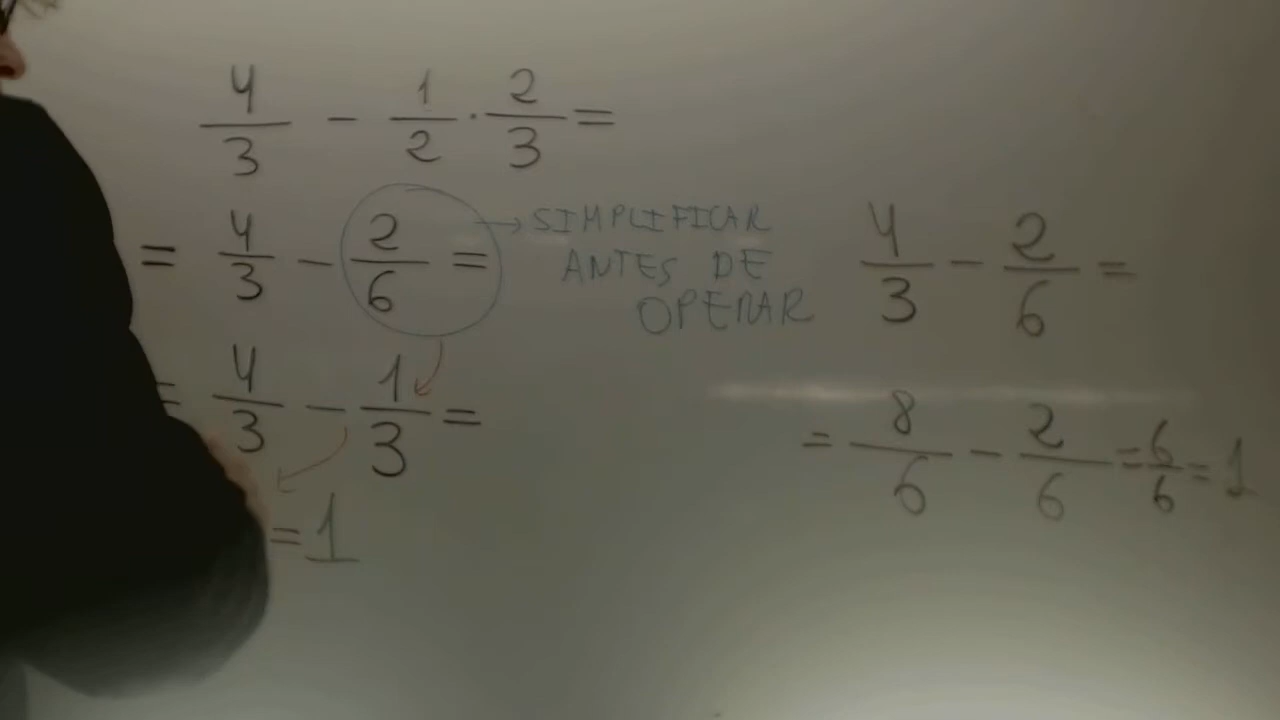 4/3 - 1/2 · 2/3 =
= 4/3 - 2/6 =
→ SIMPLIFICAR
ANTES DE
OPERAR
= 4/3 - 1/3 =
= 1
4/3 - 2/6 =
= 8/6 - 2/6 = 6/6 = 1